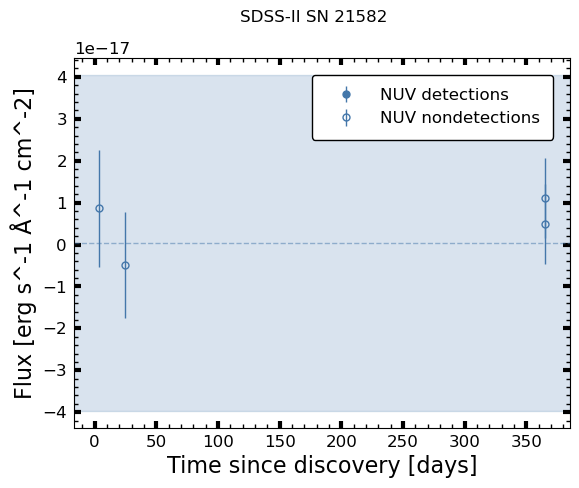 SDSS-II SN 21582
1e−17
NUV detections
NUV nondetections
4
3
2
1
0
−1
−2
−3
−4
Flux [erg s^-1 Å^-1 cm^-2]
0 50 100 150 200 250 300 350
Time since discovery [days]